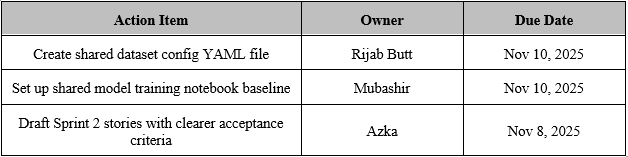 Action Item Owner Due Date
Create shared dataset config YAML file Rijab Butt Nov 10, 2025
Set up shared model training notebook baseline Mubashir Nov 10, 2025
Draft Sprint 2 stories with clearer acceptance
criteria Azka Nov 8, 2025